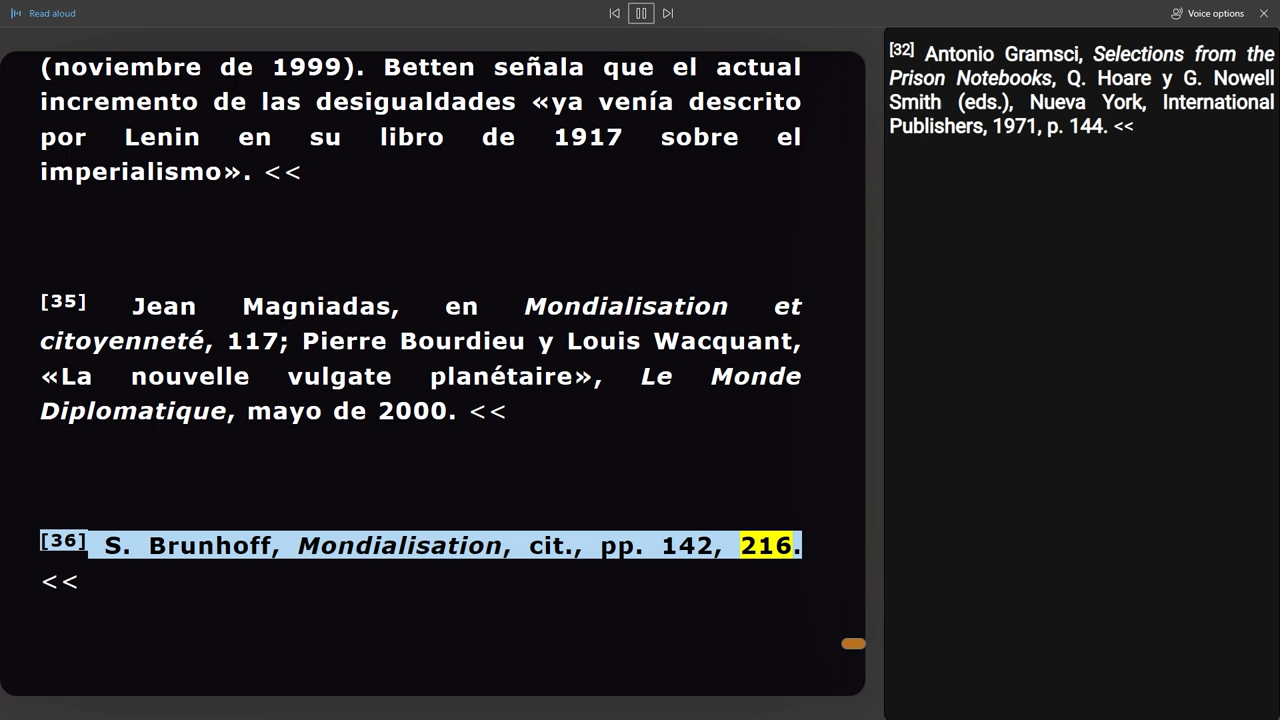 Read aloud
Voice options
(noviembre de 1999). Betten señala que el actual
incremento de las desigualdades «ya venía descrito
por Lenin en su libro de 1917 sobre el
imperialismo». <<
[35] Jean Magniadas, en Mondialisation et
citoyenneté, 117; Pierre Bourdieu y Louis Wacquant,
«La nouvelle vulgate planétaire», Le Monde
Diplomatique, mayo de 2000. <<
[36] S. Brunhoff, Mondialisation, cit., pp. 142, 216.
<<
[32] Antonio Gramsci, Selections from the
Prison Notebooks, Q. Hoare y G. Nowell
Smith (eds.), Nueva York, International
Publishers, 1971, p. 144. <<